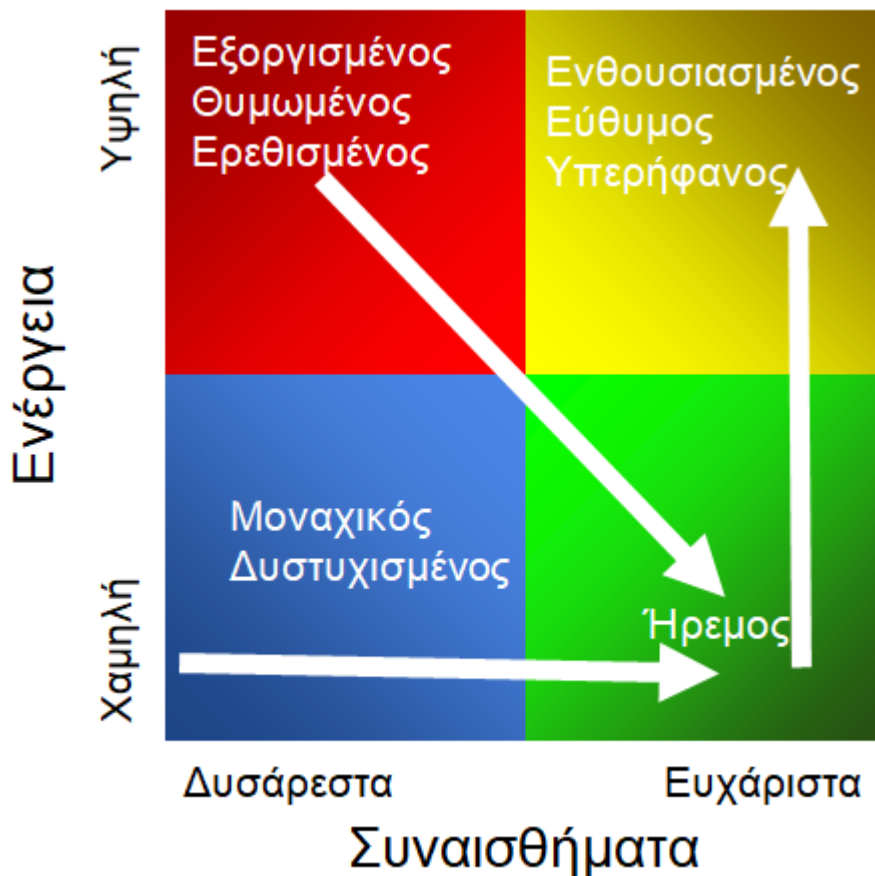 Υψηλή
Εξοργισμένος
Θυμωμένος
Ερεθισμένος
Ενθουσιασμένος
Εύθυμος
Υπερήφανος
Ενέργεια
Μοναχικός
Δυστυχισμένος
Ήρεμος
Χαμηλή
Δυσάρεστα
Ευχάριστα
Συναισθήματα